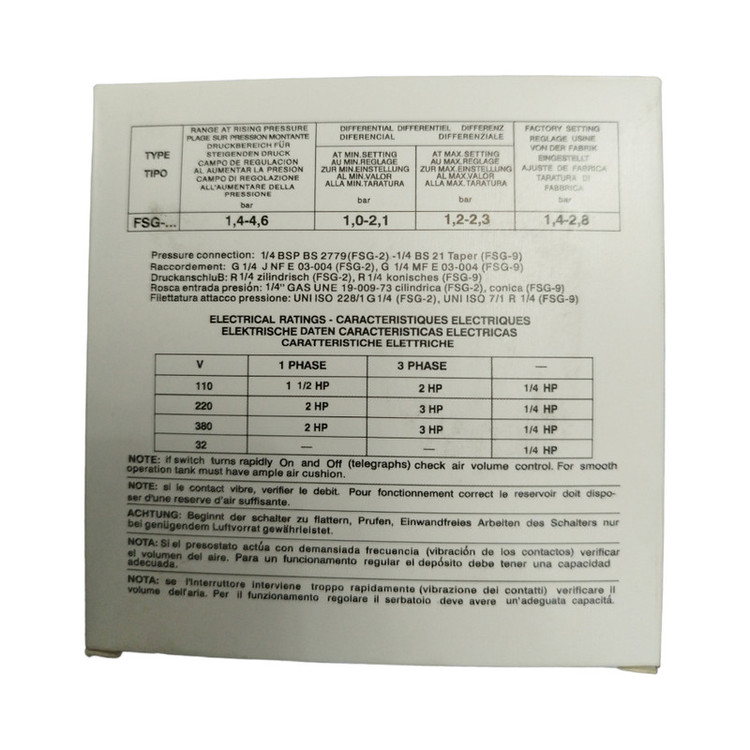 TYPE
TIPO
RANGE AT RISING PRESSURE
PLAGE SUR PRESSION MONTANTE
DRUCKBEREICH FÜR
STEIGENDEN DRUCK
CAMPO DE REGULACION
AL AUMENTAR LA PRESION
CAMPO DI REGOLAZIONE
ALL'AUMENTARE DELLA
PRESSIONE
bar
DIFFERENTIAL DIFFERENTIEL DIFFERENZ
DIFERENCIAL DIFFERENZIALE
AT MIN.SETTING
AU MIN.REGLAGE
ZUR MIN.EINSTELLUNG
AL MIN.VALOR
ALLA MIN.TARATURA
bar
AT MAX.SETTING
AU MAX.REGLAGE
ZUR MAX.EINSTELLUNG
AL MAX.VALOR
ALLA MAX.TARATURA
bar
FACTORY SETTING
REGLAGE USINE
VON DER FABRIK
EINGESTELLT
AJUSTE DE FABRICA
TARATURA DI
FABBRICA
bar
FSG-... 1,4-4,6 1,0-2,1 1,2-2,3 1,4-2,8
Pressure connection: 1/4 BSP BS 2779(FSG-2) -1/4 BS 21 Taper (FSG-9)
Raccordement: G 1/4 J NF E 03-004 (FSG-2), G 1/4 MF E 03-004 (FSG-9)
Druckanschluß: R 1/4 zilindrisch (FSG-2), R 1/4 konisches (FSG-9)
Rosca entrada presión: 1/4" GAS UNE 19-009-73 cilindrica (FSG-2), conica (FSG-9)
Filettatura attacco pressione: UNI ISO 228/1 G 1/4 (FSG-2), UNI ISO 7/1 R 1/4 (FSG-9)
ELECTRICAL RATINGS - CARACTERISTIQUES ELECTRIQUES
ELEKTRISCHE DATEN CARACTERISTICAS ELECTRICAS
CARATTERISTICHE ELETTRICHE
V 1 PHASE 3 PHASE —
110 1 1/2 HP 2 HP 1/4 HP
220 2 HP 3 HP 1/4 HP
380 2 HP 3 HP 1/4 HP
32 — — 1/4 HP
NOTE: if switch turns rapidly On and Off (telegraphs) check air volume control. For smooth
operation tank must have ample air cushion.
NOTE: si le contact vibre, verifier le debit. Pour fonctionnement correct le reservoir doit dispo-
ser d'une reserve d'air suffisante.
ACHTUNG: Beginnt der schalter zu flattern, Prufen, Einwandfreies Arbeiten des Schalters nur
bei genügendem Luftvorrat gewährleistet.
NOTA: Si el presostato actúa con demansiada frecuencia (vibración de los contactos) verificar
el volumen del aire. Para un funcionamento regular el depósito debe tener una capacidad
adecuada.
NOTA: se l'interruttore interviene troppo rapidamente (vibrazione dei contatti) verificare il
volume dell'aria. Per il funzionamento regolare il serbatoio deve avere un'adeguata capacitá.